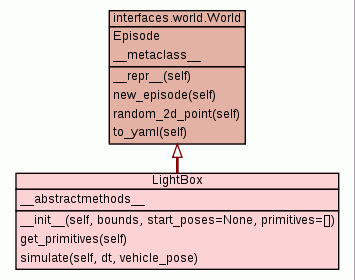 interfaces.world.World
Episode
__metaclass__
__repr__(self)
new_episode(self)
random_2d_point(self)
to_yaml(self)
LightBox
__abstractmethods__
__init__(self, bounds, start_poses=None, primitives=[])
get_primitives(self)
simulate(self, dt, vehicle_pose)